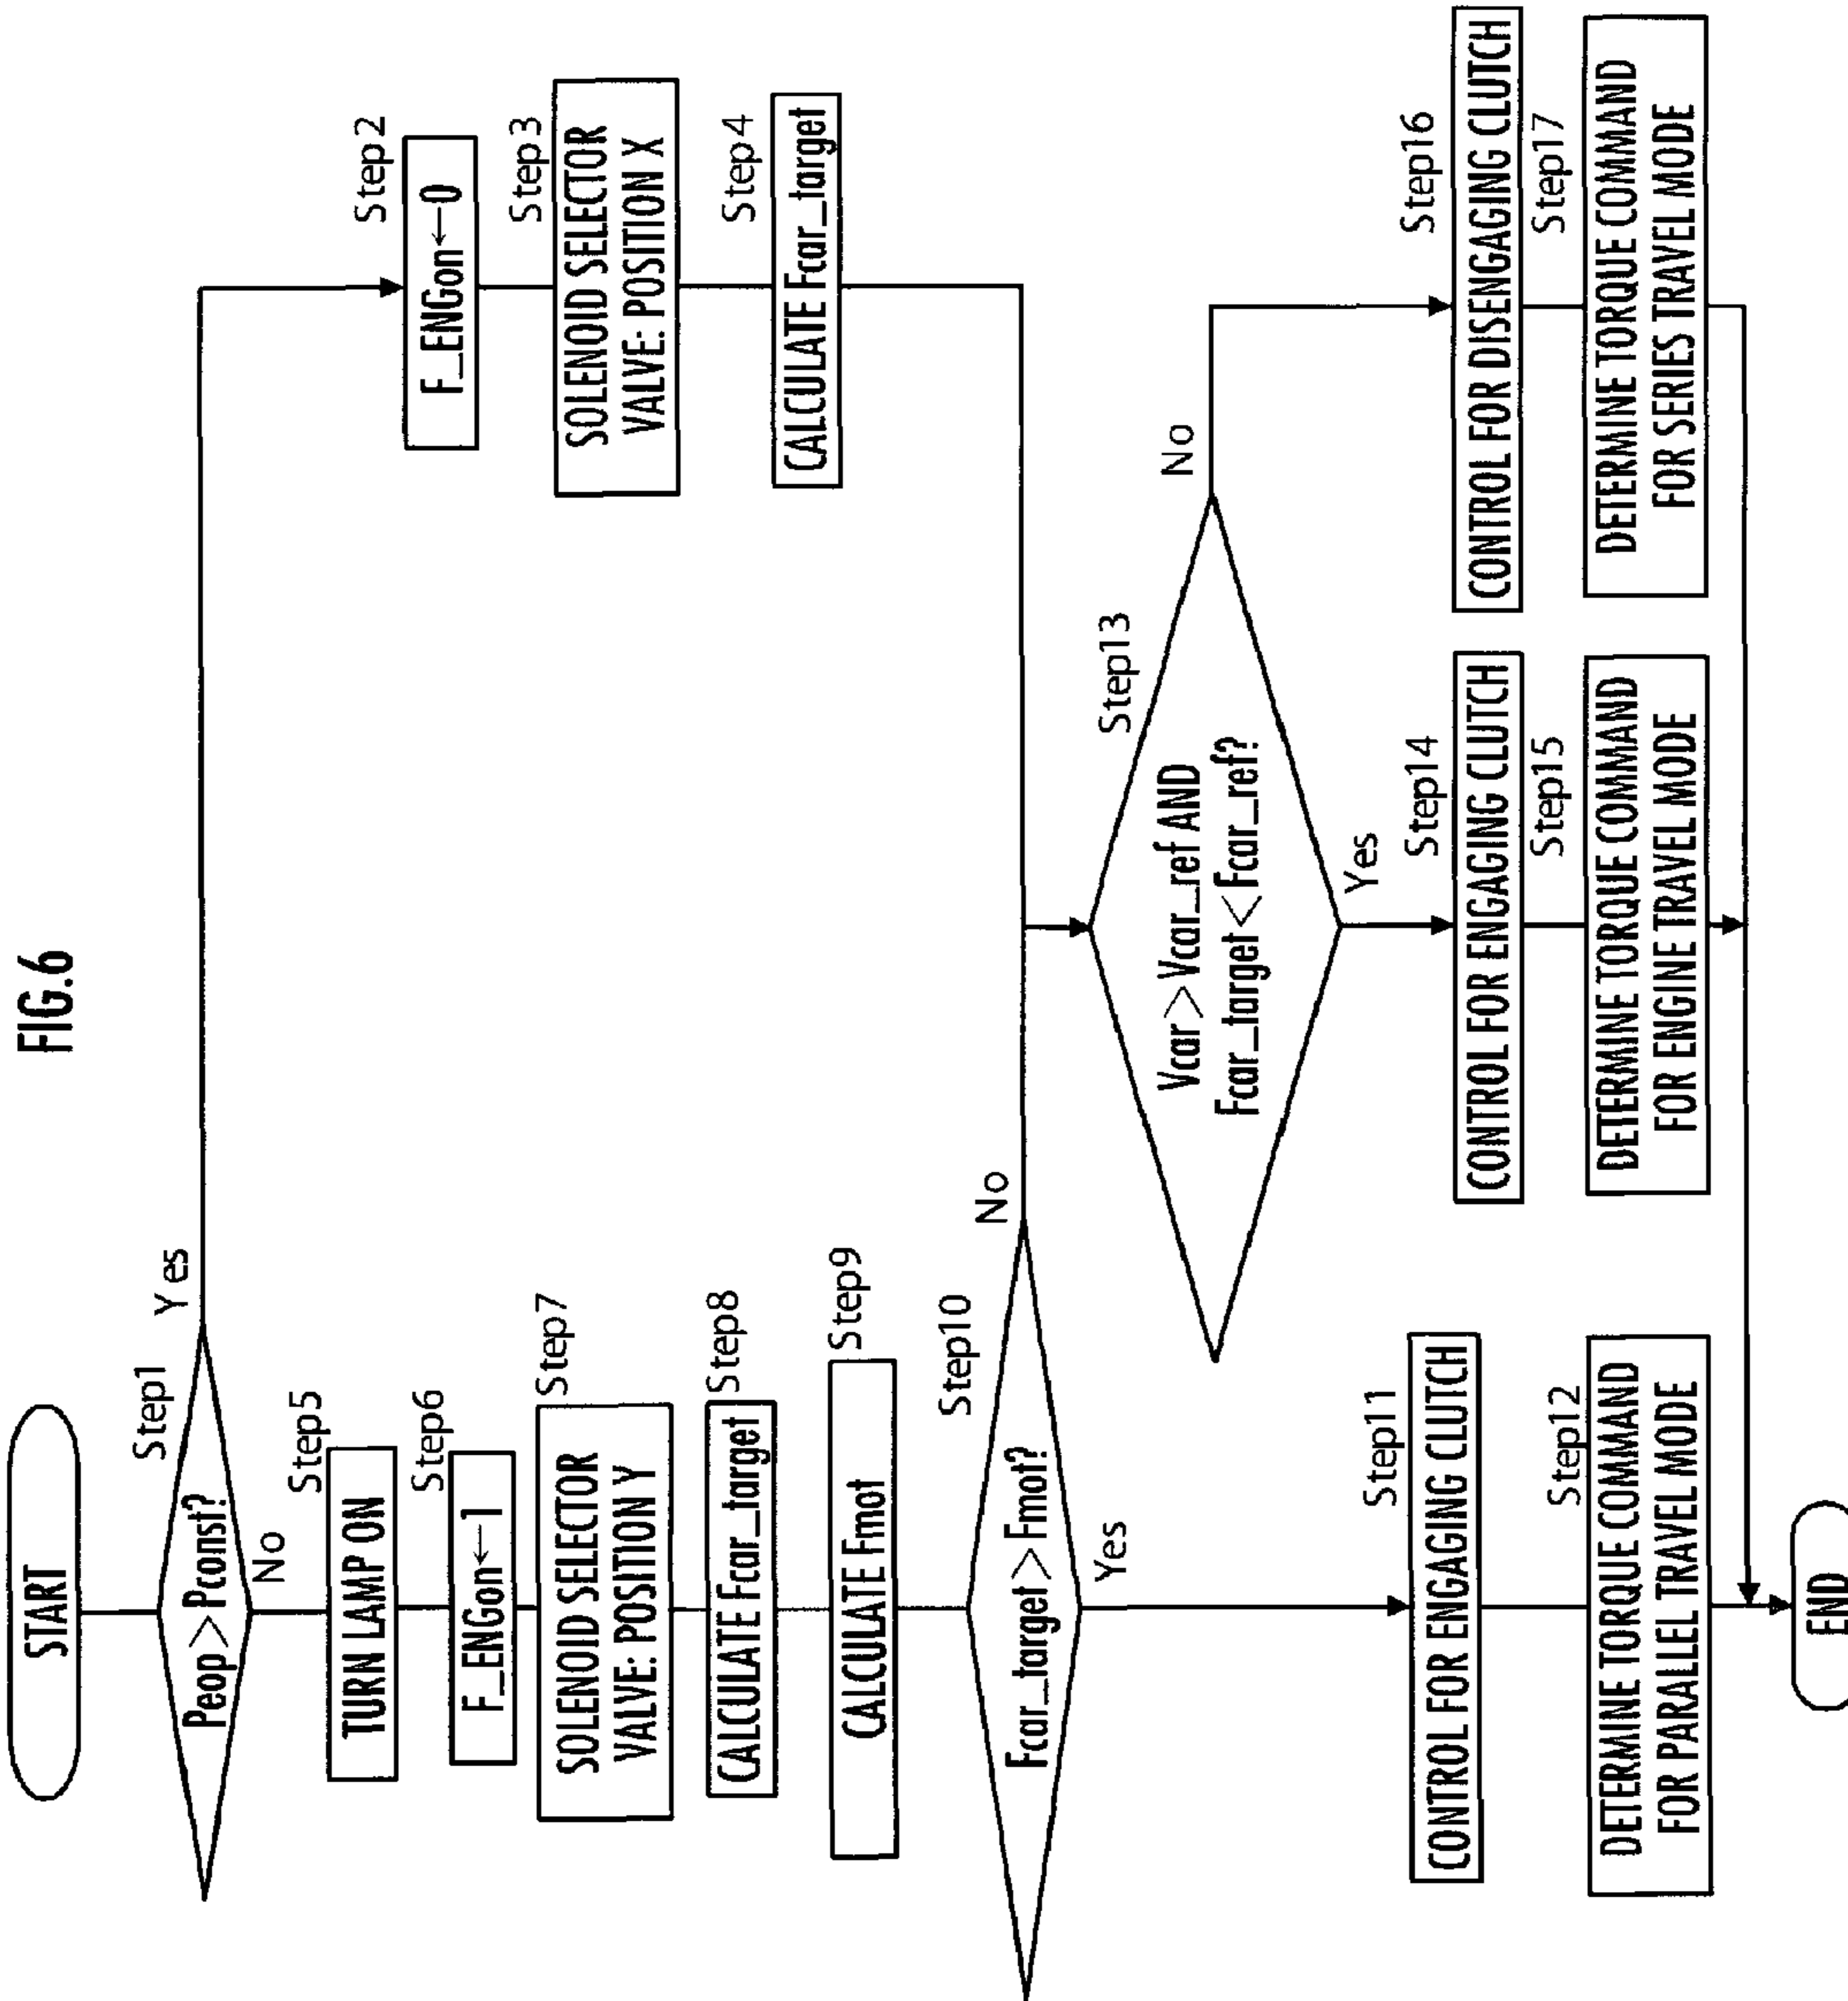 FIG.6
START
Step1
Peop>Pconst?
Yes
No
Step2
F_ENGon←0
Step3
SOLENOID SELECTOR
VALVE: POSITION X
Step4
CALCULATE Fcar_target
Step5
TURN LAMP ON
Step6
F_ENGon←1
Step7
SOLENOID SELECTOR
VALVE: POSITION Y
Step8
CALCULATE Fcar_target
Step9
CALCULATE Fmot
Step10
Fcar_target>Fmot?
No
Yes
Step11
CONTROL FOR ENGAGING CLUTCH
Step12
DETERMINE TORQUE COMMAND
FOR PARALLEL TRAVEL MODE
Step13
Vcar>Vcar_ref AND
Fcar_target<Fcar_ref?
No
Yes
Step14
CONTROL FOR ENGAGING CLUTCH
Step15
DETERMINE TORQUE COMMAND
FOR ENGINE TRAVEL MODE
Step16
CONTROL FOR DISENGAGING CLUTCH
Step17
DETERMINE TORQUE COMMAND
FOR SERIES TRAVEL MODE
END